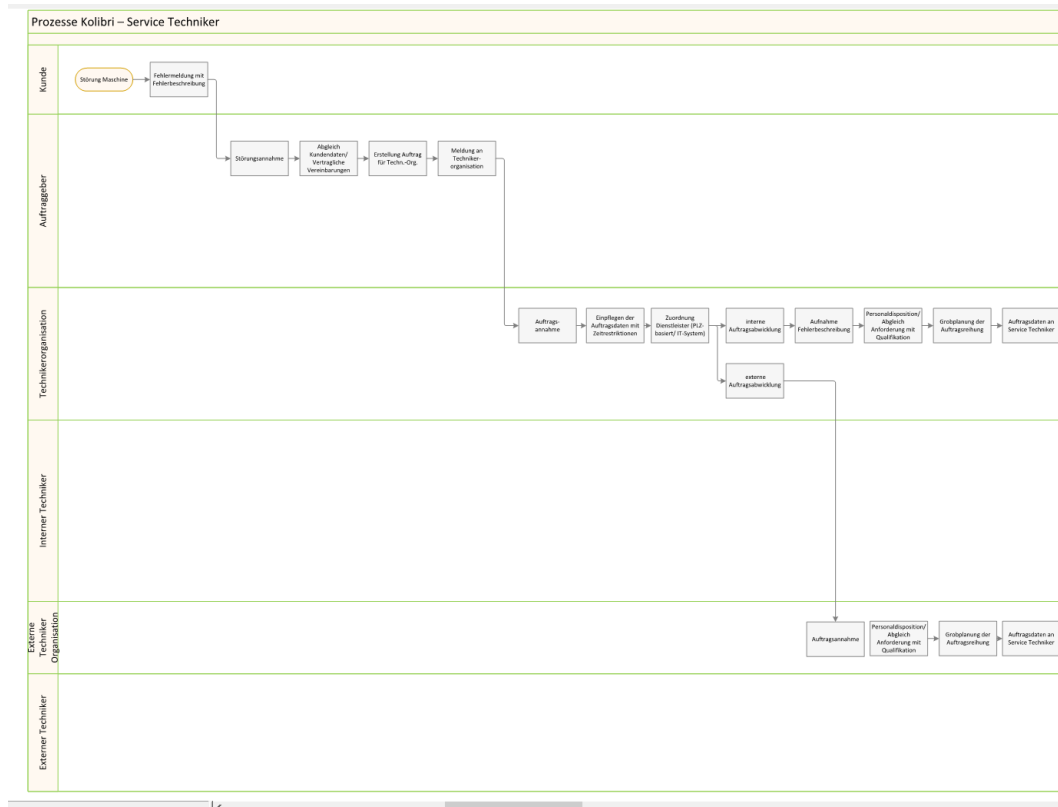 Prozesse Kolibri – Service Techniker
Kunde
Störung Maschine
Fehlermeldung mit
Fehlerbeschreibung
Auftraggeber
Störungsannahme
Abgleich
Kundendaten/
Vertragliche
Vereinbarungen
Erstellung Auftrag
für Techn.-Org.
Meldung an
Techniker-
organisation
Technikerorganisation
Auftrags-
annahme
Einpflegen der
Auftragsdaten mit
Zeitrestriktionen
Zuordnung
Dienstleister (PLZ-
basiert/ IT-System)
interne
Auftragsabwicklung
Aufnahme
Fehlerbeschreibung
Personaldisposition/
Abgleich
Anforderung mit
Qualifikation
Grobplanung der
Auftragsreihung
Auftragsdaten an
Service Techniker
externe
Auftragsabwicklung
Interner Techniker
Externe
Techniker
Organisation
Auftragsannahme
Personaldisposition/
Abgleich
Anforderung mit
Qualifikation
Grobplanung der
Auftragsreihung
Auftragsdaten an
Service Techniker
Externer Techniker